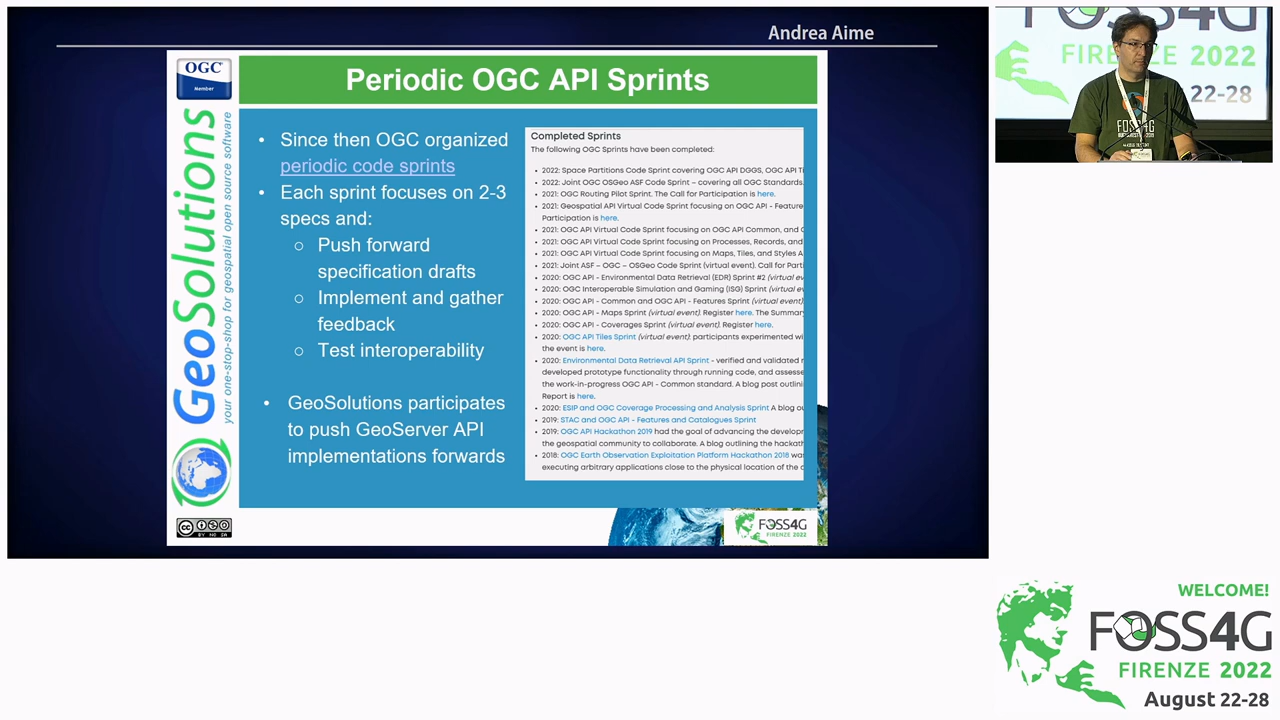 Andrea Aime
OGC
Member
GeoSolutions
your one-stop-shop for geospatial open source software
Periodic OGC API Sprints
• Since then OGC organized
periodic code sprints
• Each sprint focuses on 2-3
specs and:
○ Push forward
specification drafts
○ Implement and gather
feedback
○ Test interoperability
• GeoSolutions participates
to push GeoServer API
implementations forwards
Completed Sprints
The following OGC Sprints have been completed:
• 2022: Space Partitions Code Sprint covering OGC API DGGS, OGC API
• 2022: Joint OGC OSGeo ASF Code Sprint – covering all OGC Standards.
• 2021: OGC Routing Pilot Sprint. The Call for Participation is here.
• 2021: Geospatial API Virtual Code Sprint focusing on OGC API - Feature
Participation is here.
• 2021: OGC API Virtual Code Sprint focusing on OGC API Common, and
• 2021: OGC API Virtual Code Sprint focusing on Processes, Records, and
• 2021: OGC API Virtual Code Sprint focusing on Maps, Tiles, and Styles
• 2021: Joint ASF – OGC – OSGeo Code Sprint (virtual event). Call for
• 2020: OGC API - Environmental Data Retrieval (EDR) Sprint #2 (virtual
• 2020: OGC Interoperable Simulation and Gaming (ISG) Sprint (virtual
• 2020: OGC API - Common and OGC API - Features Sprint (virtual event)
• 2020: OGC API - Maps Sprint (virtual event). Register here. The Summary
• 2020: OGC API - Coverages Sprint (virtual event). Register here.
• 2020: OGC API Tiles Sprint (virtual event): participants experimented
the event is here.
• 2020: Environmental Data Retrieval API Sprint - verified and validated
developed prototype functionality through running code, and
the work-in-progress OGC API - Common standard. A blog post
Report is here.
• 2020: ESIP and OGC Coverage Processing and Analysis Sprint A blog
• 2019: STAC and OGC API - Features and Catalogues Sprint
• 2019: OGC API Hackathon 2019 had the goal of advancing the
the geospatial community to collaborate. A blog outlining the
• 2018: OGC Earth Observation Exploitation Platform Hackathon 2018
executing arbitrary applications close to the physical location of the
CC
BY NC SA
FOSS4G
FIRENZE 2022
FOSS4G
FIRENZE 2022
22-28
FOSS4G
WELCOME!
FOSS4G
FIRENZE 2022
August 22-28